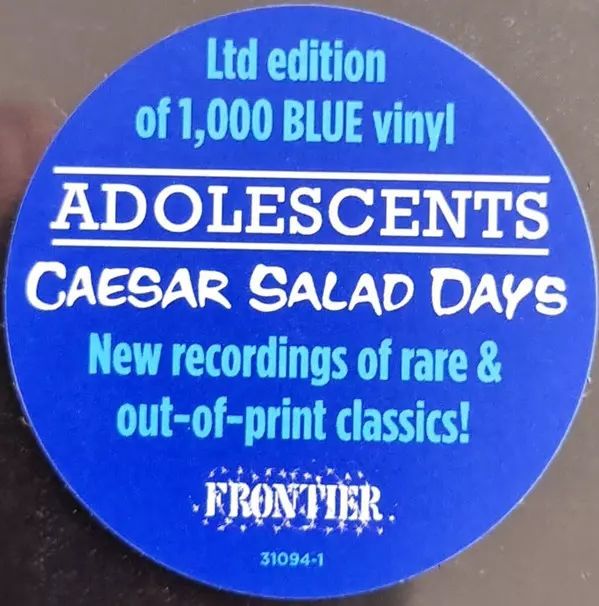 Ltd edition
of 1,000 BLUE vinyl
ADOLESCENTS
CAESAR SALAD DAYS
New recordings of rare &
out-of-print classics!
FRONTIER
31094-1